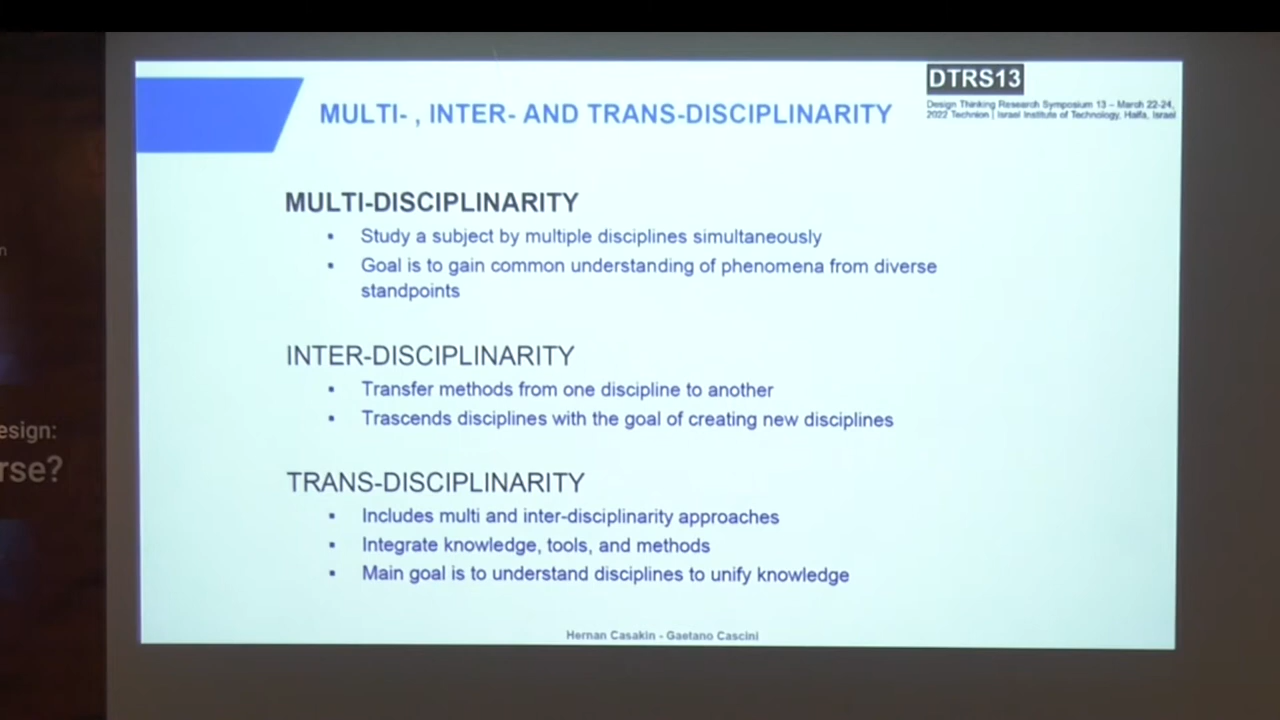 DTRS13
Design Thinking Research Symposium 13 – March 22-24,
2022 Technion | Israel Institute of Technology, Haifa, Israel
MULTI- , INTER- AND TRANS-DISCIPLINARITY
MULTI-DISCIPLINARITY
▪ Study a subject by multiple disciplines simultaneously
▪ Goal is to gain common understanding of phenomena from diverse
standpoints
INTER-DISCIPLINARITY
▪ Transfer methods from one discipline to another
▪ Trascends disciplines with the goal of creating new disciplines
TRANS-DISCIPLINARITY
▪ Includes multi and inter-disciplinarity approaches
▪ Integrate knowledge, tools, and methods
▪ Main goal is to understand disciplines to unify knowledge
Hernan Casakin - Gaetano Cascini
esign:
rse?